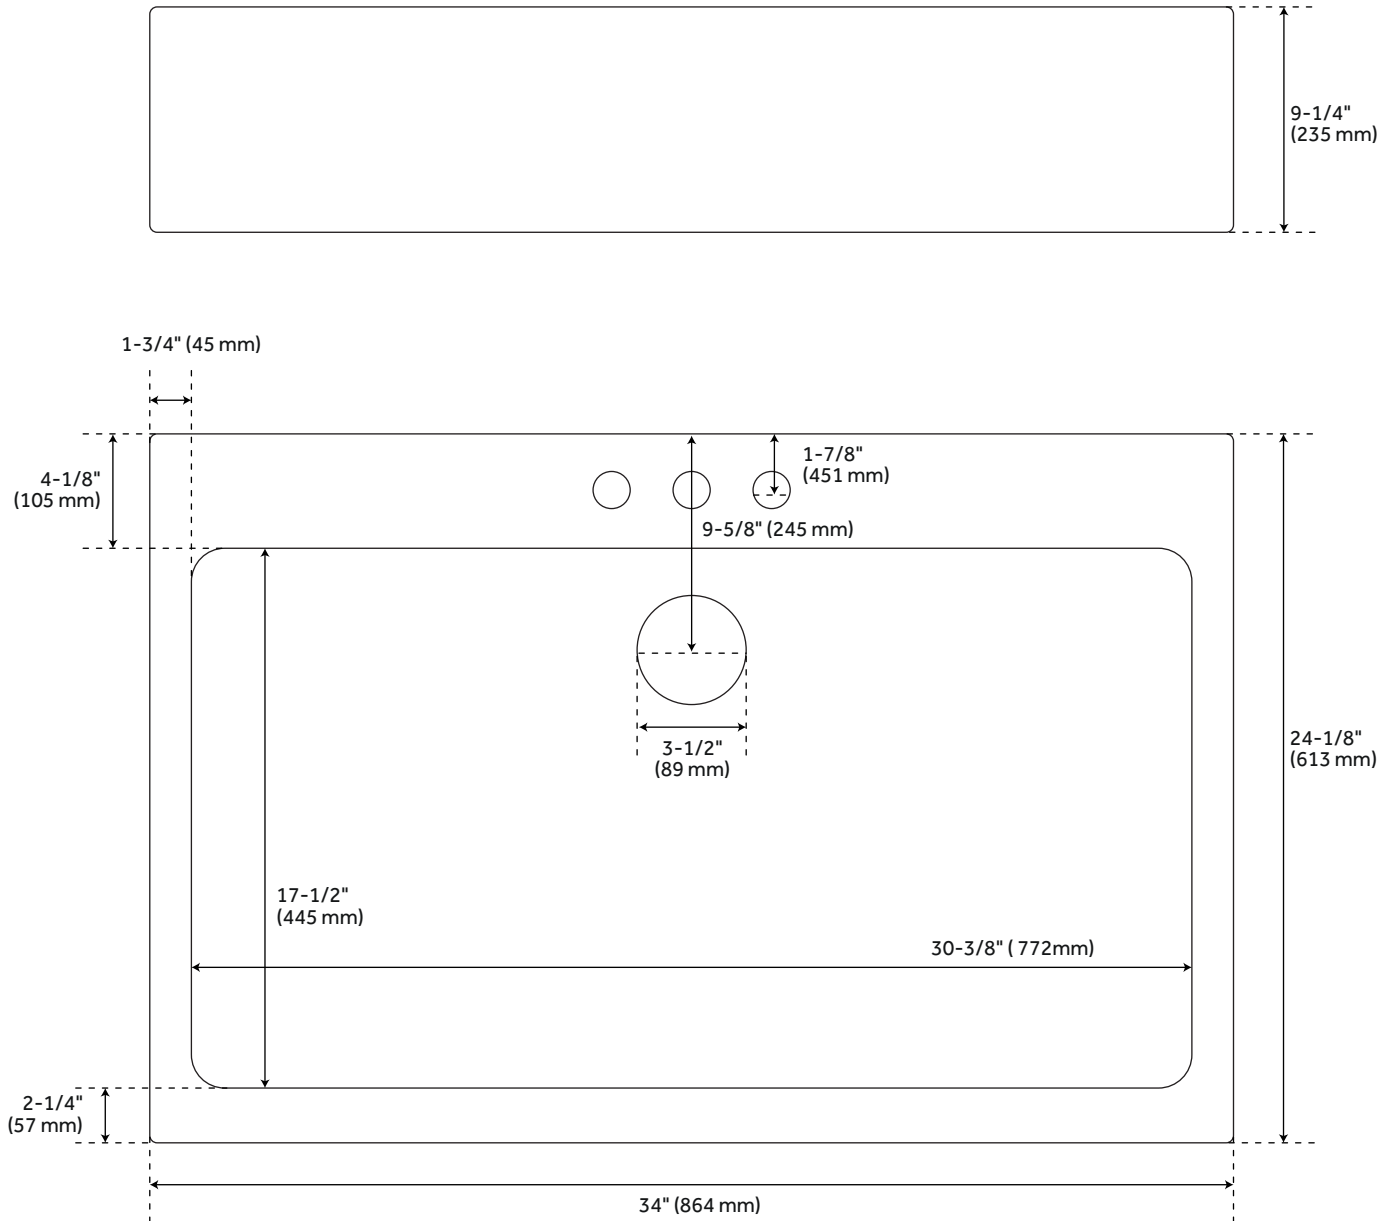 9-1/4"
(235 mm)
1-3/4" (45 mm)
4-1/8"
(105 mm)
1-7/8"
(451 mm)
9-5/8" (245 mm)
3-1/2"
(89 mm)
24-1/8"
(613 mm)
17-1/2"
(445 mm)
30-3/8" ( 772mm)
2-1/4"
(57 mm)
34" (864 mm)